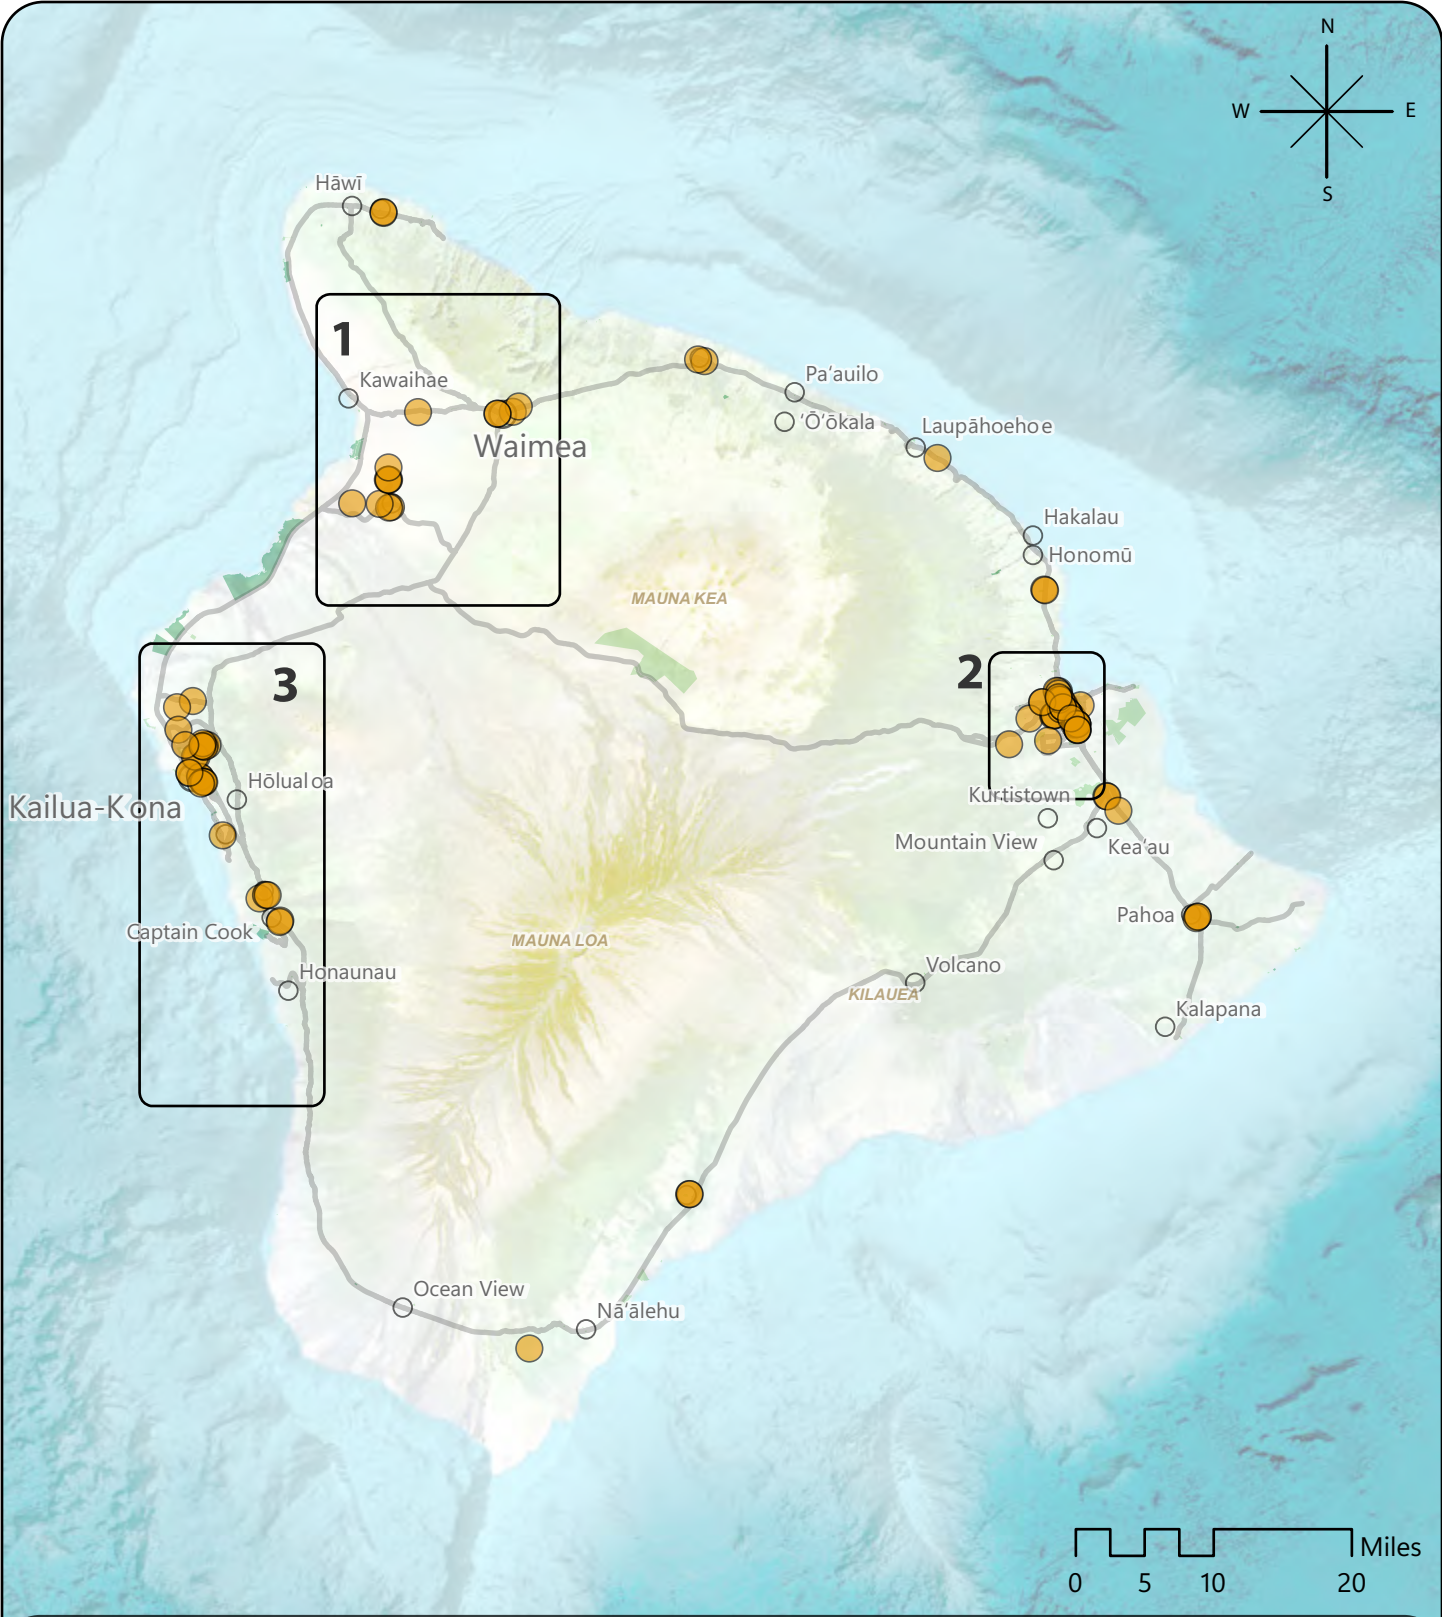 N
W
E
S
Hāwī
1
Kawaihae
Waimea
Pa‘auilo
‘Ō‘ōkala
Laupāhoehoe
Hakalau
Honomū
MAUNA KEA
2
3
Hōlualoa
Kailua-Kona
Kurtistown
Mountain View
Kea‘au
Pahoa
Captain Cook
MAUNA LOA
Honaunau
Volcano
KILAUEA
Kalapana
Ocean View
Nā‘ālehu
Miles
0 5 10 20